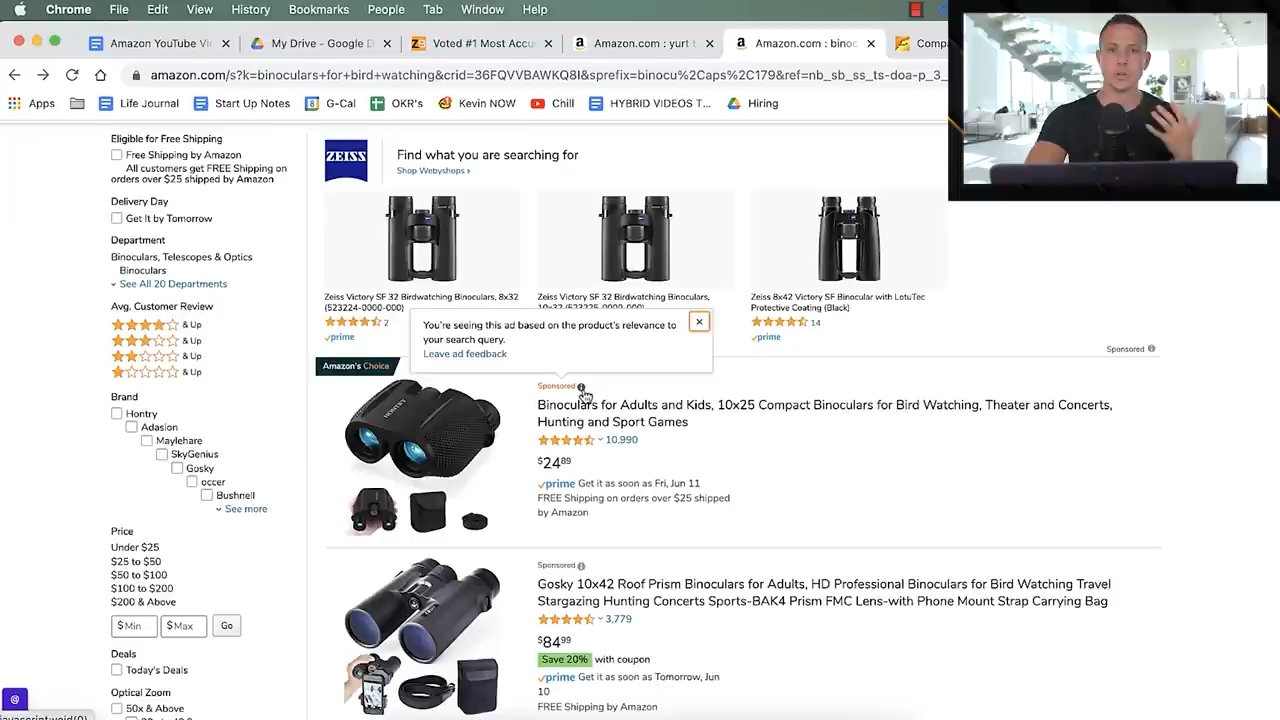 Chrome File Edit View History Bookmarks People Tab Window Help
Amazon YouTube Vi
My Drive - Google D
Voted #1 Most Accu
Amazon.com : yurt t
Amazon.com : binoc
Comp
amazon.com/s?k=binoculars+for+bird+watching&crid=36FQVVBAWKQ8I&sprefix=binocu%2Caps%2C179&ref=nb_sb_ss_ts-doa-p_3_
Apps
Life Journal
Start Up Notes
G-Cal
OKR's
Kevin NOW
Chill
HYBRID VIDEOS T...
Hiring
Eligible for Free Shipping
Free Shipping by Amazon
All customers get FREE Shipping on
orders over $25 shipped by Amazon
Delivery Day
Get It by Tomorrow
Department
Binoculars, Telescopes & Optics
Binoculars
See All 20 Departments
Avg. Customer Review
& Up
& Up
& Up
& Up
Brand
Hontry
Adasion
Maylehare
SkyGenius
Gosky
occer
Bushnell
See more
Price
Under $25
$25 to $50
$50 to $100
$100 to $200
$200 & Above
$ Min
$ Max
Go
Deals
Today's Deals
Optical Zoom
50x & Above
ZEISS
Find what you are searching for
Shop Webyshops ›
Zeiss Victory SF 32 Birdwatching Binoculars, 8x32
(523224-0000-000)
2
prime
Zeiss Victory SF 32 Birdwatching Binoculars,
Zeiss 8x42 Victory SF Binocular with LotuTec
Protective Coating (Black)
14
prime
You're seeing this ad based on the product's relevance to
your search query.
Leave ad feedback
Sponsored
Amazon's Choice
Sponsored
Binoculars for Adults and Kids, 10x25 Compact Binoculars for Bird Watching, Theater and Concerts,
Hunting and Sport Games
10,990
$24⁸⁹
prime Get it as soon as Fri, Jun 11
FREE Shipping on orders over $25 shipped
by Amazon
Sponsored
Gosky 10x42 Roof Prism Binoculars for Adults, HD Professional Binoculars for Bird Watching Travel
Stargazing Hunting Concerts Sports-BAK4 Prism FMC Lens-with Phone Mount Strap Carrying Bag
3,779
$84⁹⁹
Save 20% with coupon
prime Get it as soon as Tomorrow, Jun
10
FREE Shipping by Amazon